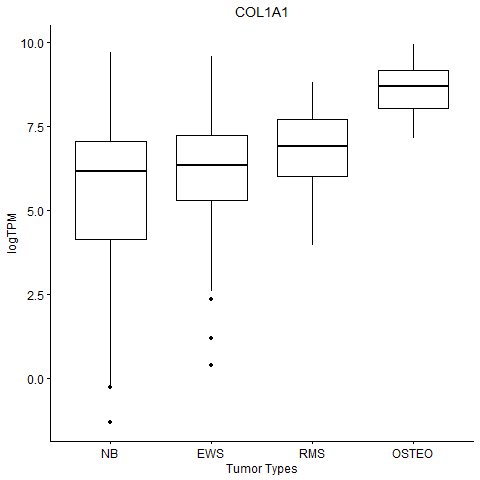 COL1A1
logTPM
10.0
7.5
5.0
2.5
0.0
NB EWS RMS OSTEO
Tumor Types